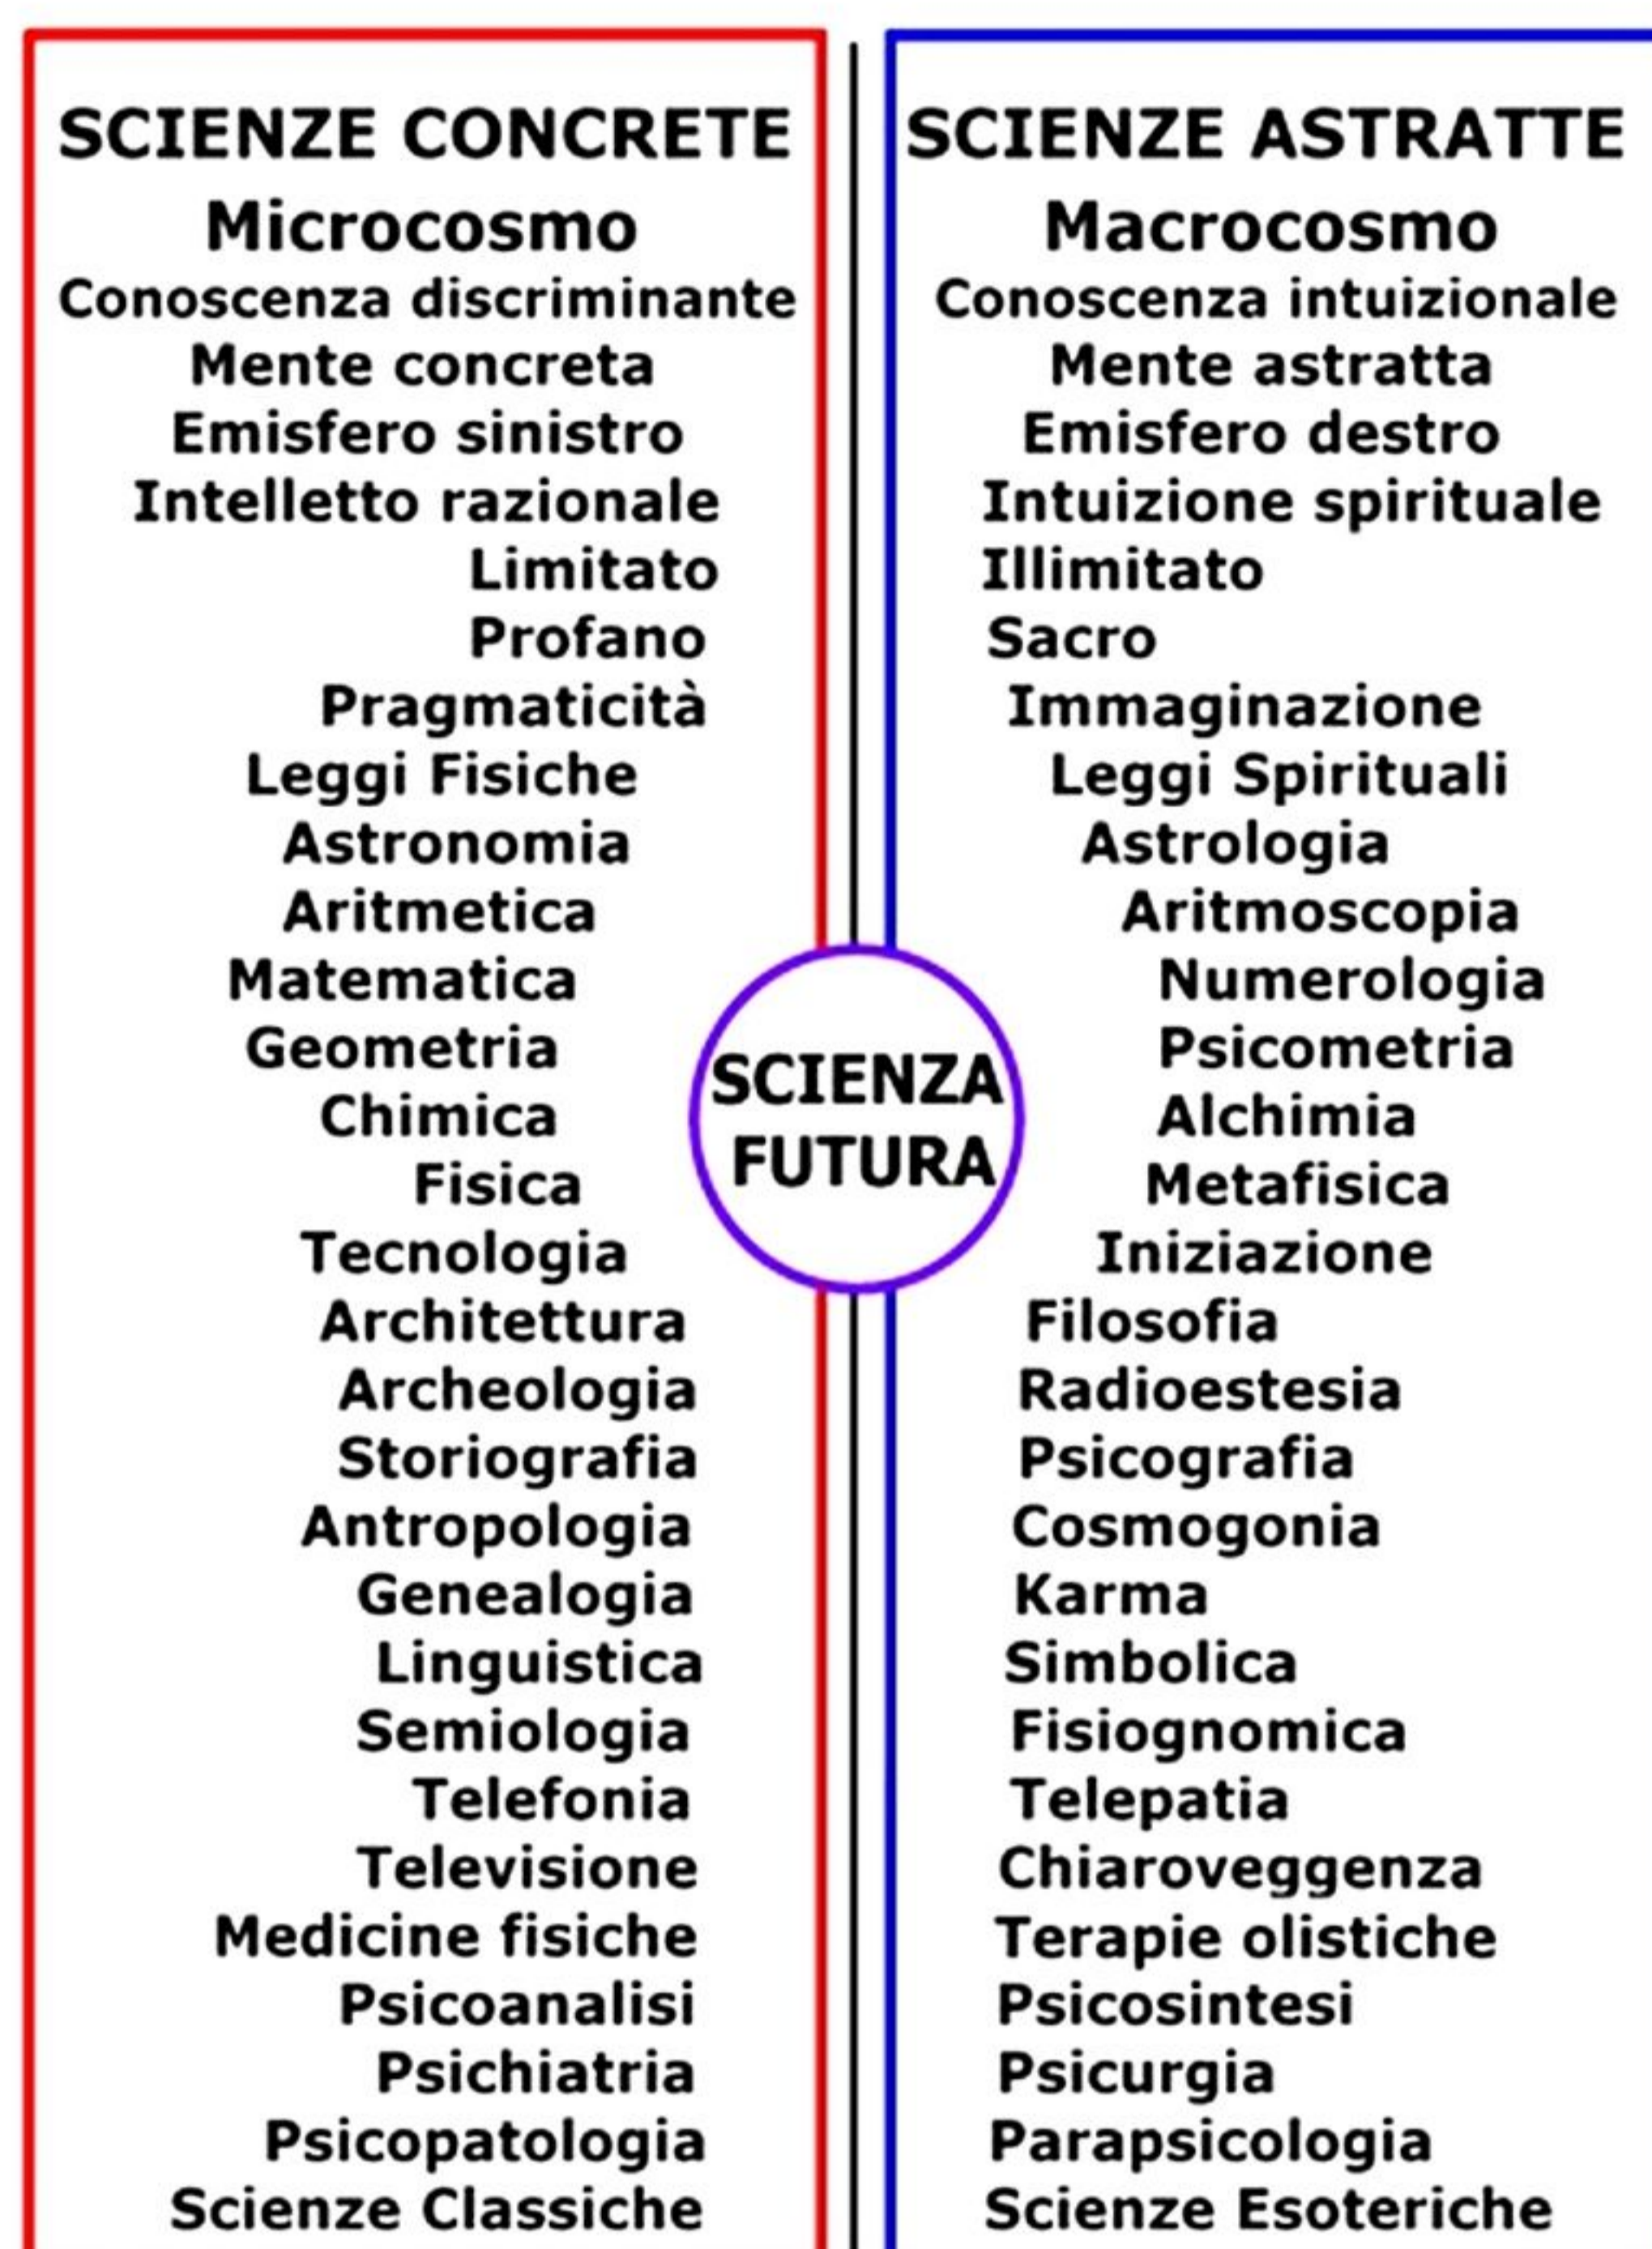 SCIENZE CONCRETE
Microcosmo
Conoscenza discriminante
Mente concreta
Emisfero sinistro
Intelletto razionale
Limitato
Profano
Pragmaticità
Leggi Fisiche
Astronomia
Aritmetica
Matematica
Geometria
Chimica
Fisica
Tecnologia
Architettura
Archeologia
Storiografia
Antropologia
Genealogia
Linguistica
Semiologia
Telefonia
Televisione
Medicine fisiche
Psicoanalisi
Psichiatria
Psicopatologia
Scienze Classiche
SCIENZA
FUTURA
SCIENZE ASTRATTE
Macrocosmo
Conoscenza intuizionale
Mente astratta
Emisfero destro
Intuizione spirituale
Illimitato
Sacro
Immaginazione
Leggi Spirituali
Astrologia
Aritmoscopia
Numerologia
Psicometria
Alchimia
Metafisica
Iniziazione
Filosofia
Radioestesia
Psicografia
Cosmogonia
Karma
Simbolica
Fisiognomica
Telepatia
Chiaroveggenza
Terapie olistiche
Psicosintesi
Psicurgia
Parapsicologia
Scienze Esoteriche